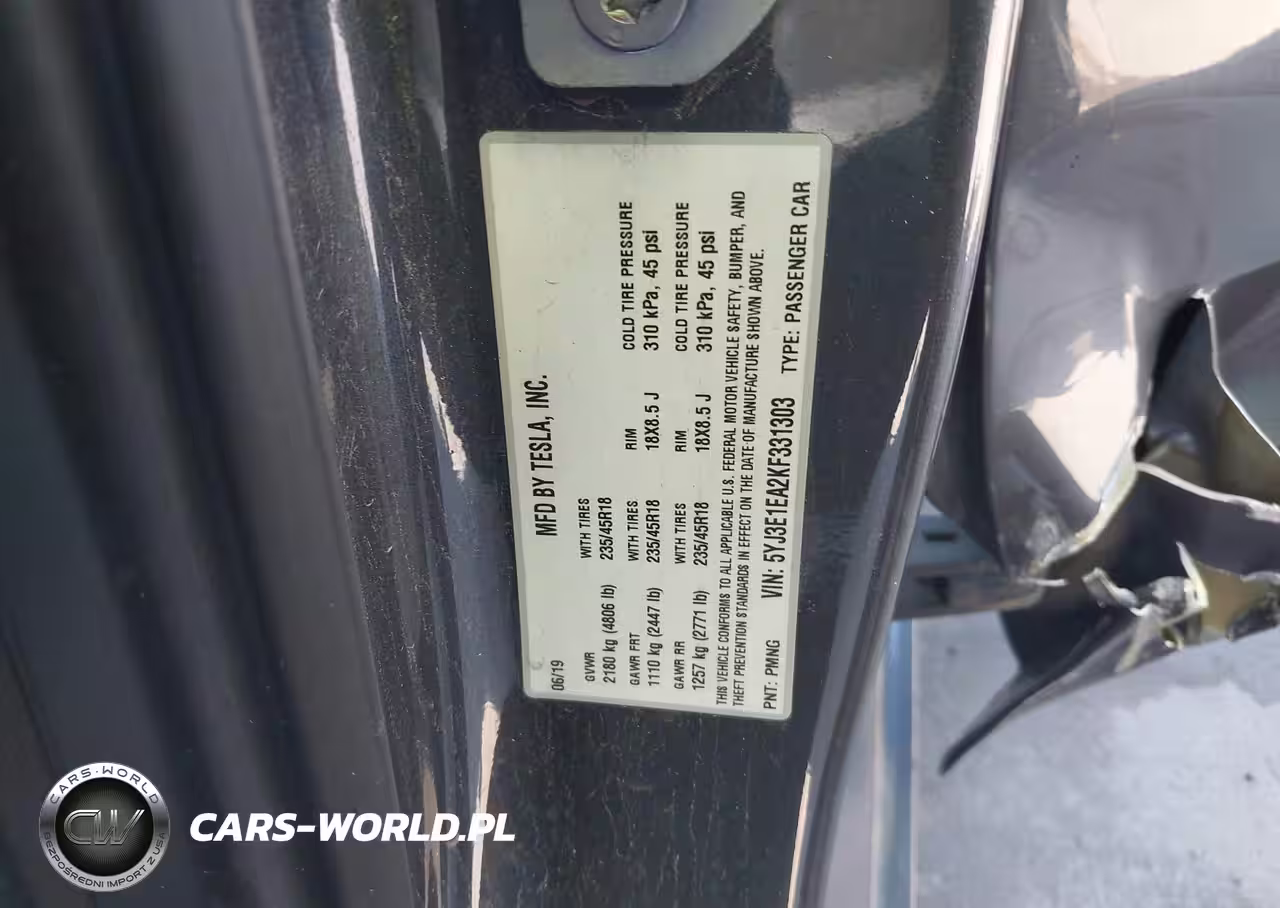 MFD BY TESLA, INC.
06/19
GVWR WITH TIRES
2180 kg (4806 lb) 235/45R18
GAWR FRT WITH TIRES RIM COLD TIRE PRESSURE
1110 kg (2447 lb) 235/45R18 18X8.5 J 310 kPa, 45 psi
GAWR RR WITH TIRES RIM COLD TIRE PRESSURE
1257 kg (2771 lb) 235/45R18 18X8.5 J 310 kPa, 45 psi
THIS VEHICLE CONFORMS TO ALL APPLICABLE U.S. FEDERAL MOTOR VEHICLE SAFETY, BUMPER, AND
THEFT PREVENTION STANDARDS IN EFFECT ON THE DATE OF MANUFACTURE SHOWN ABOVE.
PNT: PMNG VIN: 5YJ3E1EA2KF331303 TYPE: PASSENGER CAR
CARS-WORLD
CW
BEZPOŚREDNI IMPORT Z USA
CARS-WORLD.PL